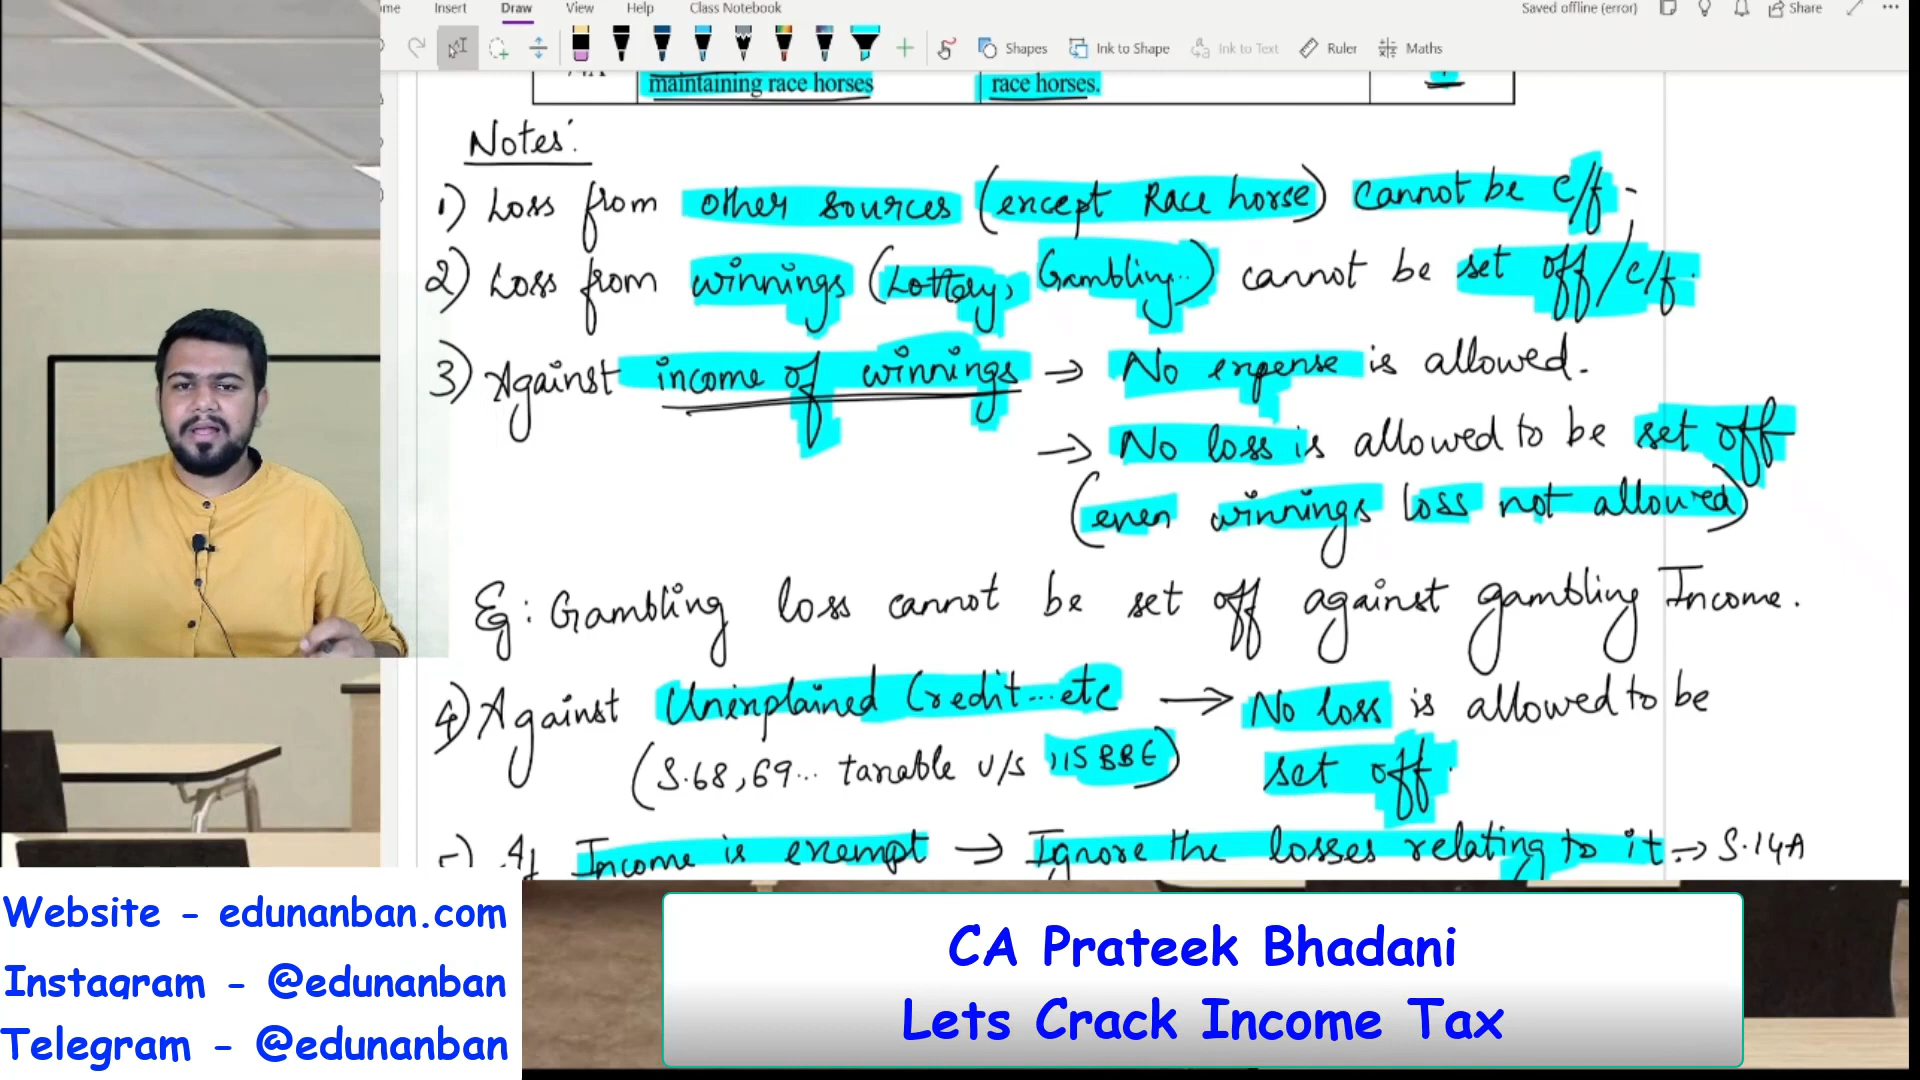 Insert Draw View Help Class Notebook Saved offline (error) Share
Shapes Ink to Shape Ink to Text Ruler Maths
maintaining race horses race horses.
Notes:
1) Loss from other sources (except Race horse) cannot be c/f.
2) Loss from winnings (Lottery, Gambling..) cannot be set off/c/f.
3) Against income of winnings → No expense is allowed.
→ No loss is allowed to be set off
(even winnings loss not allowed)
Eg: Gambling loss cannot be set off against gambling Income.
4) Against Unexplained Credit...etc → No loss is allowed to be
(S.68,69... taxable u/s 115BBE) set off.
Income is exempt → Ignore the losses relating to it → S.14A
Website - edunanban.com
Instagram - @edunanban
Telegram - @edunanban
CA Prateek Bhadani
Lets Crack Income Tax